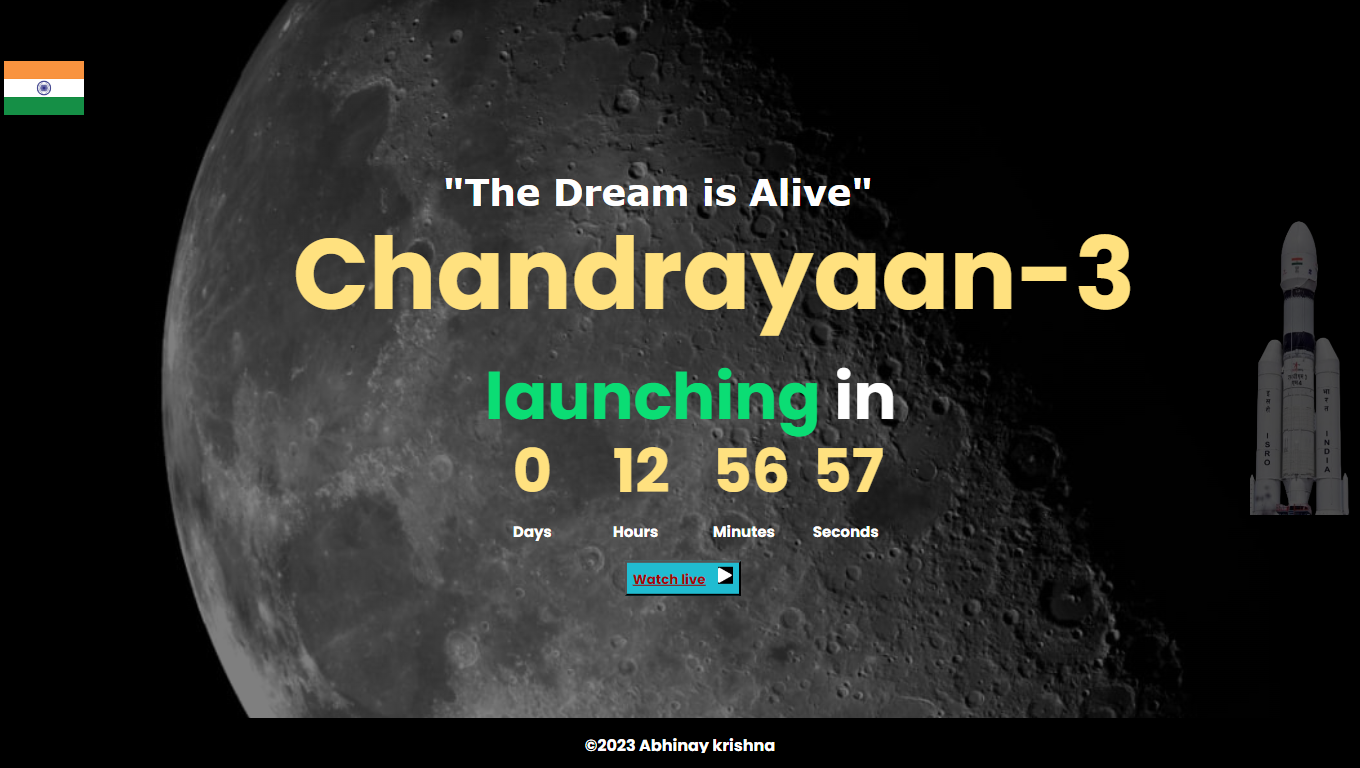 "The Dream is Alive"
Chandrayaan-3
launching in
0 12 56 57
Days Hours Minutes Seconds
Watch live
ISRO
INDIA
©2023 Abhinay krishna